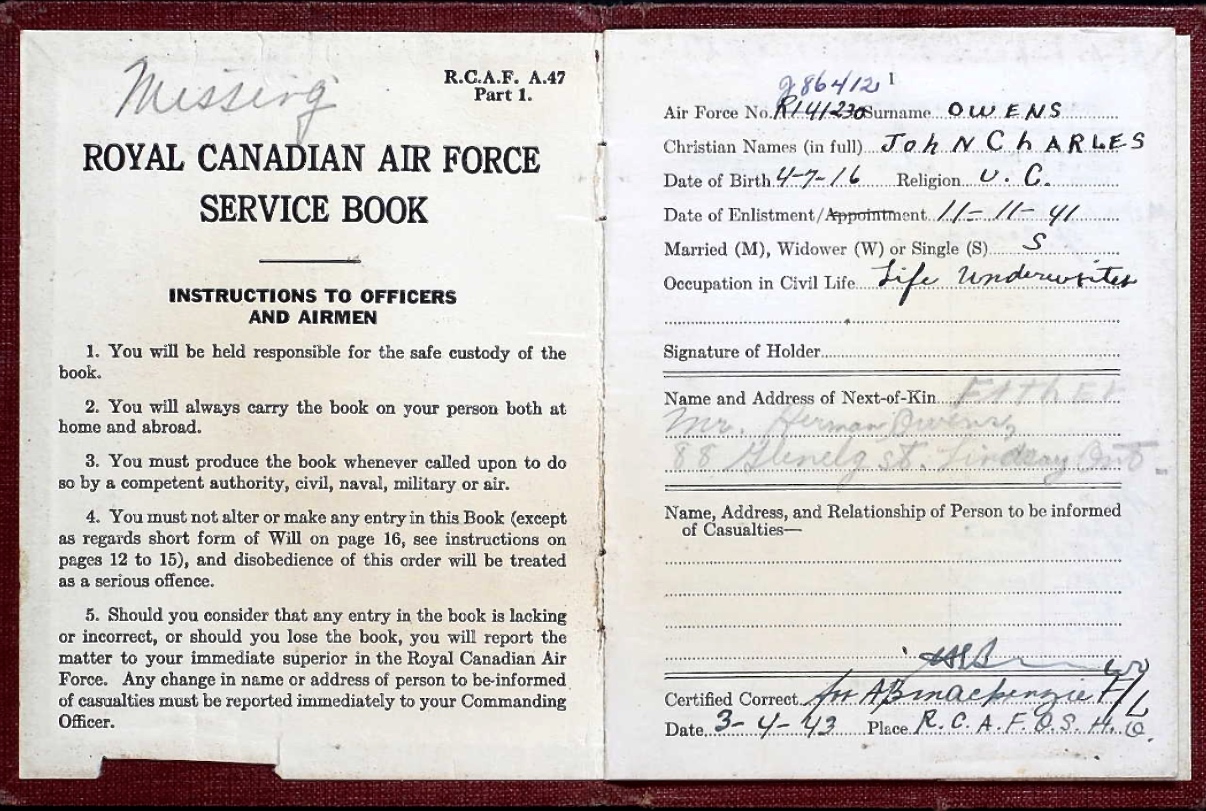 Missing
R.C.A.F. A.47
Part 1.
ROYAL CANADIAN AIR FORCE
SERVICE BOOK
INSTRUCTIONS TO OFFICERS
AND AIRMEN
1. You will be held responsible for the safe custody of the
book.
2. You will always carry the book on your person both at
home and abroad.
3. You must produce the book whenever called upon to do
so by a competent authority, civil, naval, military or air.
4. You must not alter or make any entry in this Book (except
as regards short form of Will on page 16, see instructions on
pages 12 to 15), and disobedience of this order will be treated
as a serious offence.
5. Should you consider that any entry in the book is lacking
or incorrect, or should you lose the book, you will report the
matter to your immediate superior in the Royal Canadian Air
Force. Any change in name or address of person to be informed
of casualties must be reported immediately to your Commanding
Officer.
J86412 1
Air Force No. R141230 Surname OWENS
Christian Names (in full) JohN ChARLES
Date of Birth 4-7-16 Religion U.C.
Date of Enlistment/Appointment 11-11-41
Married (M), Widower (W) or Single (S) S
Occupation in Civil Life Life Underwriter
Signature of Holder
Name and Address of Next-of-Kin FAthEr
Mr. Herman Owens
88 Glenelg St. Lindsay Ont-
Name, Address, and Relationship of Person to be informed
of Casualties—
Certified Correct for AB Mackenzie F/L
Date 3-4-43 Place R.C.A.F. O.S. H.Q.